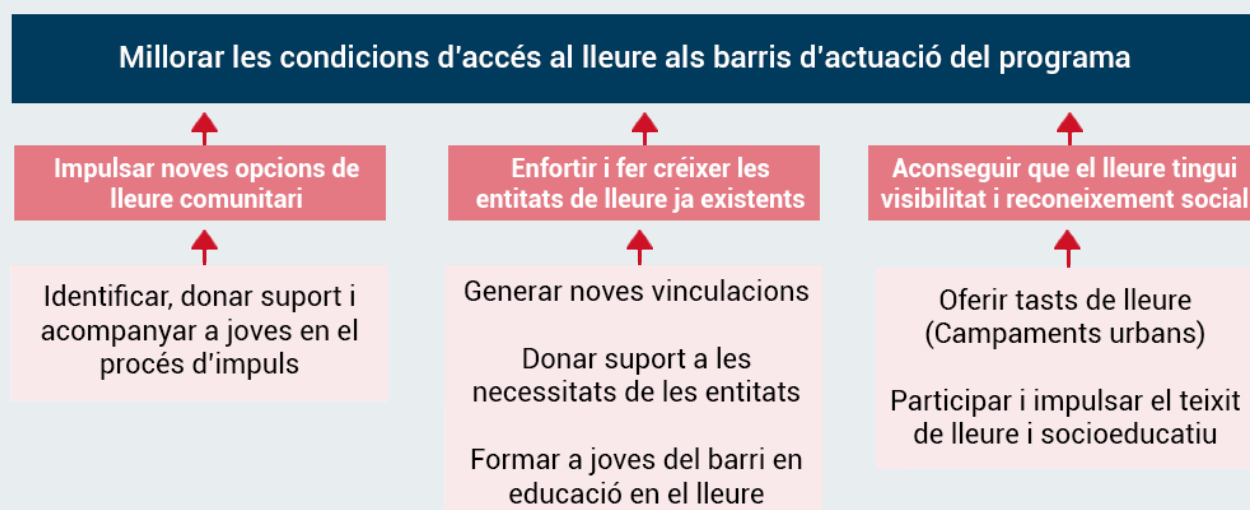 Millorar les condicions d'accés al lleure als barris d'actuació del programa
Impulsar noves opcions de
lleure comunitari
Identificar, donar suport i
acompanyar a joves en el
procés d'impuls
Enfortir i fer créixer les
entitats de lleure ja existents
Generar noves vinculacions
Donar suport a les
necessitats de les entitats
Formar a joves del barri en
educació en el lleure
Aconseguir que el lleure tingui
visibilitat i reconeixement social
Oferir tasts de lleure
(Campaments urbans)
Participar i impulsar el teixit
de lleure i socioeducatiu